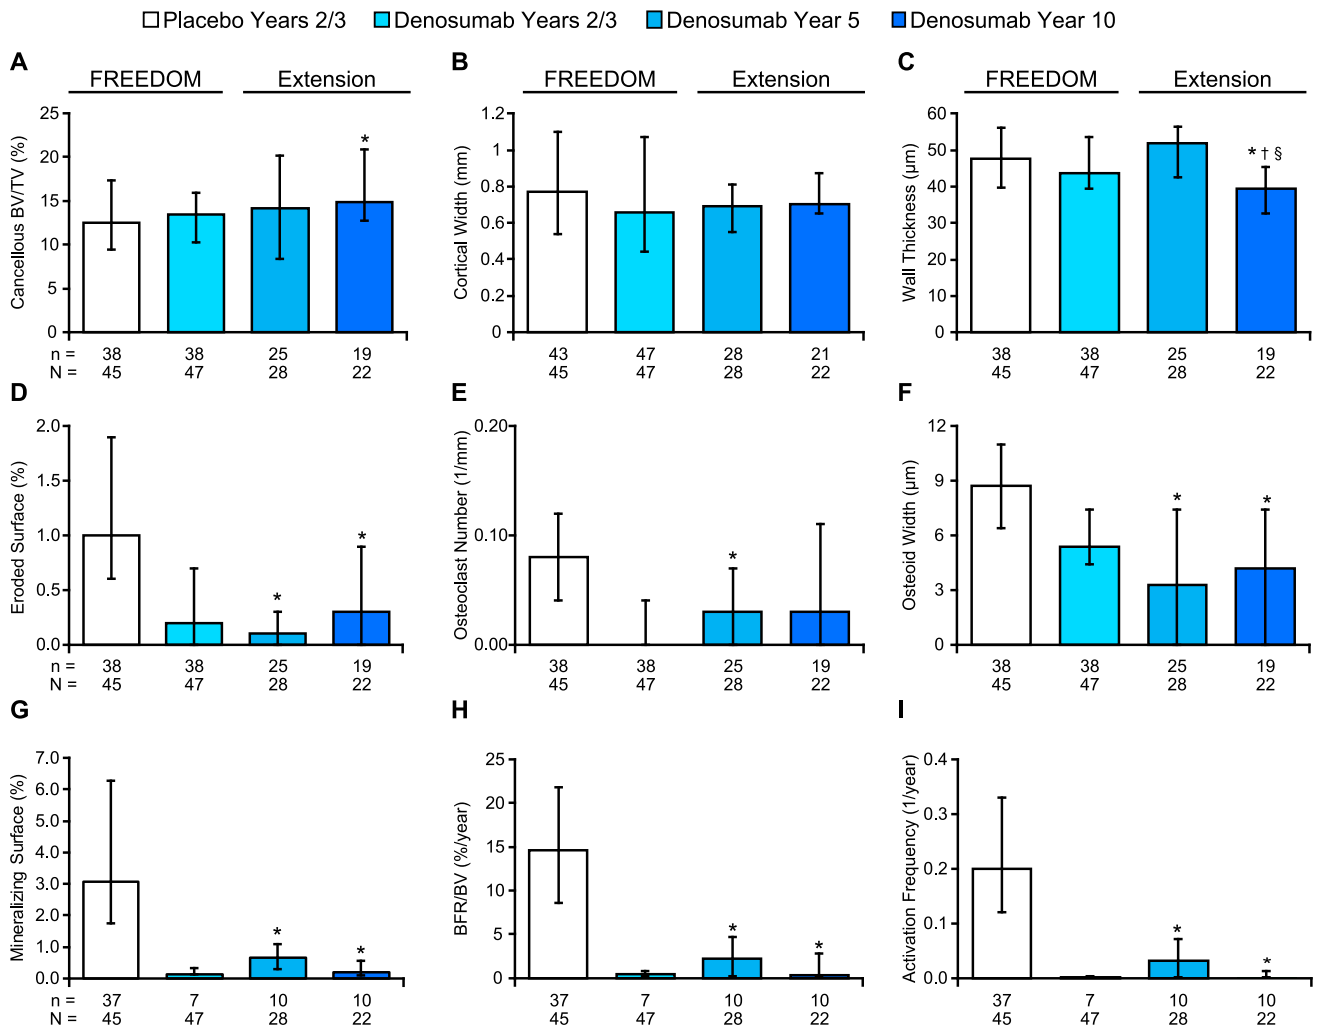 Placebo Years 2/3 Denosumab Years 2/3 Denosumab Year 5 Denosumab Year 10
A B C
FREEDOM Extension FREEDOM Extension FREEDOM Extension
Cancellous BV/TV (%)
25
20
15
10
5
0
*
n = 38 38 25 19
N = 45 47 28 22
Cortical Width (mm)
1.2
1.0
0.8
0.6
0.4
0.2
0
43 47 28 21
45 47 28 22
Wall Thickness (µm)
60
50
40
30
20
10
0
* † §
38 38 25 19
45 47 28 22
D
Eroded Surface (%)
2.0
1.5
1.0
0.5
0.0
* *
n = 38 38 25 19
N = 45 47 28 22
E
Osteoclast Number (1/mm)
0.20
0.10
0.00
*
38 38 25 19
45 47 28 22
F
Osteoid Width (µm)
12
9
6
3
0
* *
38 38 25 19
45 47 28 22
G
Mineralizing Surface (%)
7.0
6.0
5.0
4.0
3.0
2.0
1.0
0.0
* *
n = 37 7 10 10
N = 45 47 28 22
H
BFR/BV (%/year)
25
20
15
10
5
0
* *
37 7 10 10
45 47 28 22
I
Activation Frequency (1/year)
0.4
0.3
0.2
0.1
0.0
* *
37 7 10 10
45 47 28 22